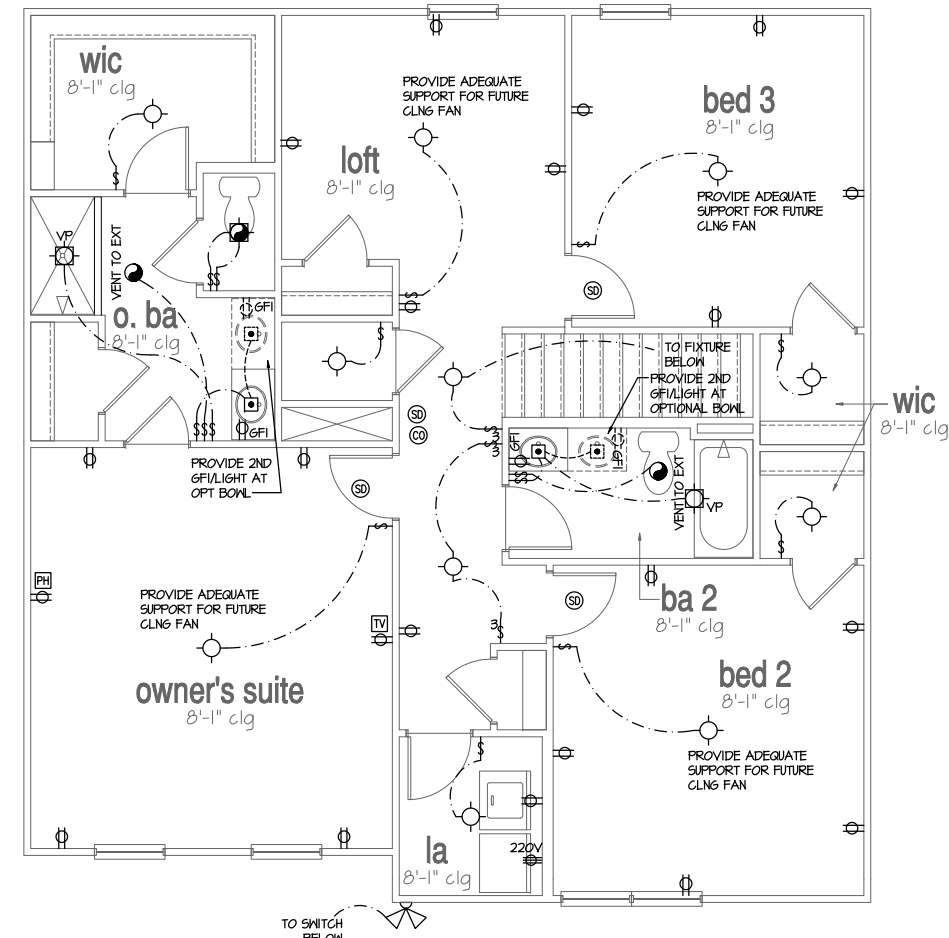 wic
8'-1" clg
PROVIDE ADEQUATE
SUPPORT FOR FUTURE
CLNG FAN
loft
8'-1" clg
bed 3
8'-1" clg
PROVIDE ADEQUATE
SUPPORT FOR FUTURE
CLNG FAN
VP
VENT TO EXT
$
$$
o. ba
8'-1" clg
GFI
SD
$
$
$
$
TO FIXTURE
BELOW
PROVIDE 2ND
GFI/LIGHT AT
OPTIONAL BOWL
$
wic
8'-1" clg
SD
CO
$$$
GFI
$
3
3
$
GFI
GFI
$$
PROVIDE 2ND
GFI/LIGHT AT
OPT BOWL
SD
VENT TO EXT
VP
$
$
PH
PROVIDE ADEQUATE
SUPPORT FOR FUTURE
CLNG FAN
TV
3
$
SD
ba 2
8'-1" clg
$
owner's suite
8'-1" clg
bed 2
8'-1" clg
$
PROVIDE ADEQUATE
SUPPORT FOR FUTURE
CLNG FAN
la
8'-1" clg
220V
TO SWITCH
BELOW